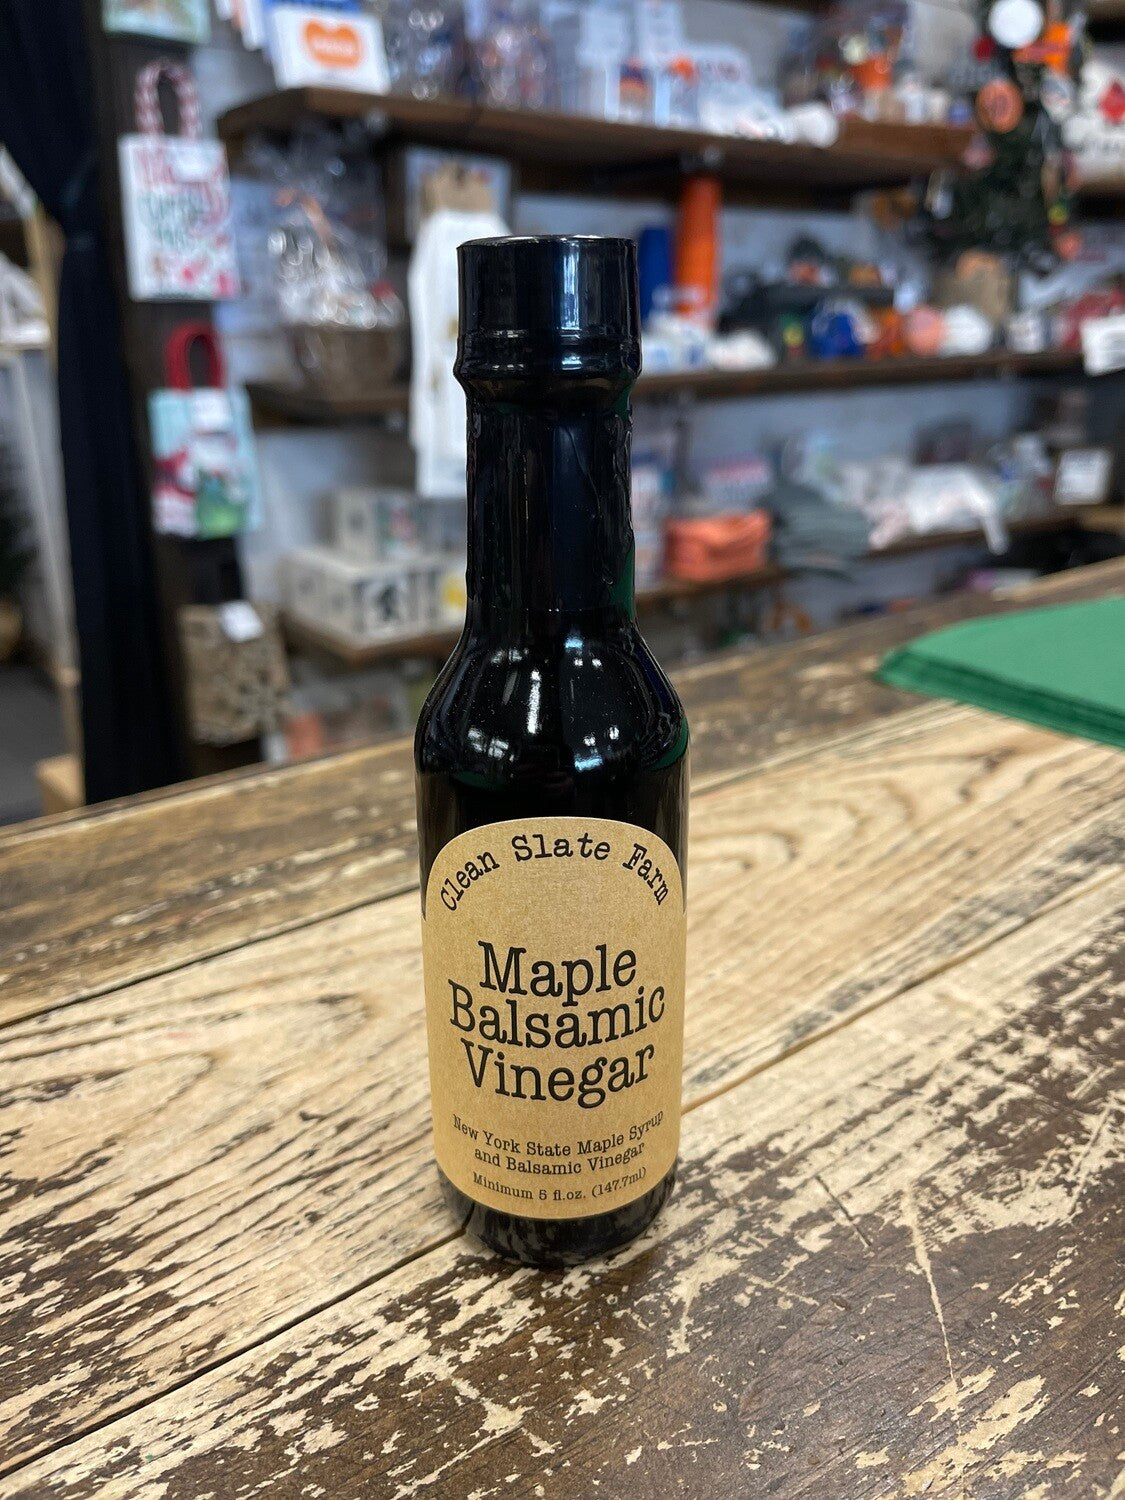 Clean Slate Farm
Maple
Balsamic
Vinegar
New York State Maple Syrup
and Balsamic Vinegar
Minimum 5 fl.oz. (147.7ml)